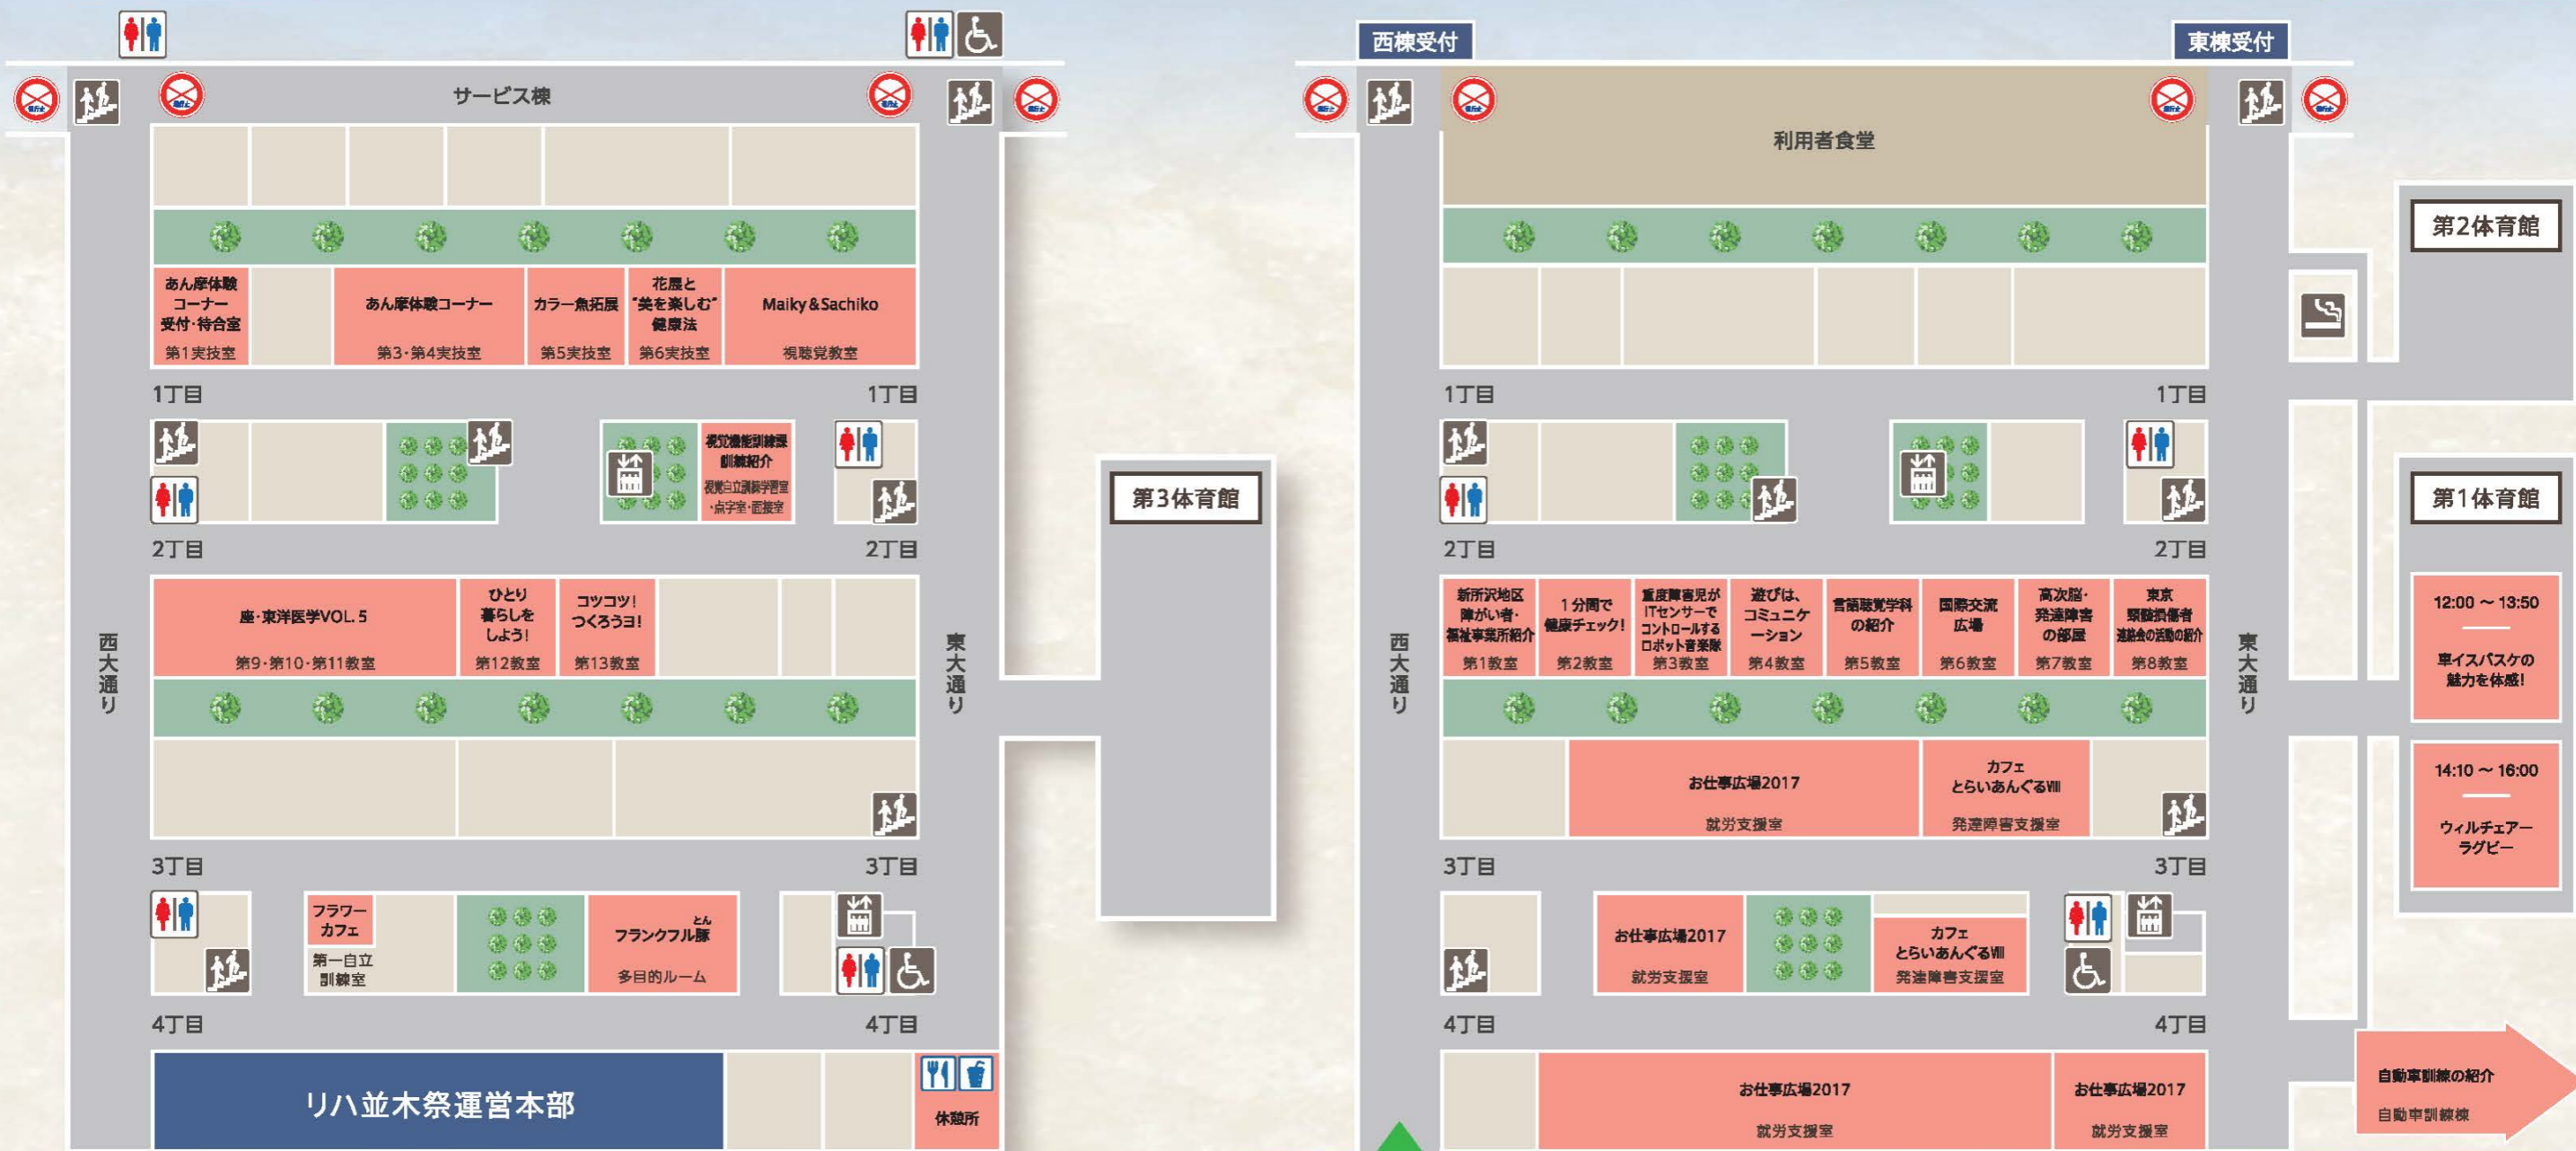 サービス棟
あん摩体験
コーナー
受付・待合室
第1実技室
あん摩体験コーナー
第3・第4実技室
カラー魚拓展
第5実技室
花展と
"美を楽しむ"
健康法
第6実技室
Maiky&Sachiko
視聴覚教室
1丁目
1丁目
視覚機能訓練課
訓練紹介
視覚自立訓練学習室
・点字室・面接室
2丁目
2丁目
座・東洋医学VOL.5
第9・第10・第11教室
ひとり
暮らしを
しよう!
第12教室
コツコツ!
つくろうヨ!
第13教室
西大通り
東大通り
3丁目
3丁目
フラワー
カフェ
第一自立
訓練室
とん
フランクフル豚
多目的ルーム
4丁目
4丁目
リハ並木祭運営本部
休憩所
第3体育館
西棟受付
東棟受付
利用者食堂
1丁目
1丁目
2丁目
2丁目
新所沢地区
障がい者・
福祉事業所紹介
第1教室
1分間で
健康チェック!
第2教室
重度障害児が
ITセンサーで
コントロールする
ロボット音楽隊
第3教室
遊びは、
コミュニケ
ーション
第4教室
言語聴覚学科
の紹介
第5教室
国際交流
広場
第6教室
高次脳・
発達障害
の部屋
第7教室
東京
頸髄損傷者
連絡会の活動の紹介
第8教室
西大通り
東大通り
お仕事広場2017
就労支援室
カフェ
とらいあんぐるⅧ
発達障害支援室
3丁目
3丁目
お仕事広場2017
就労支援室
カフェ
とらいあんぐるⅧ
発達障害支援室
4丁目
4丁目
お仕事広場2017
就労支援室
お仕事広場2017
就労支援室
第2体育館
第1体育館
12:00 ～ 13:50
車イスバスケの
魅力を体感!
14:10 ～ 16:00
ウィルチェアー
ラグビー
自動車訓練の紹介
自動車訓練棟